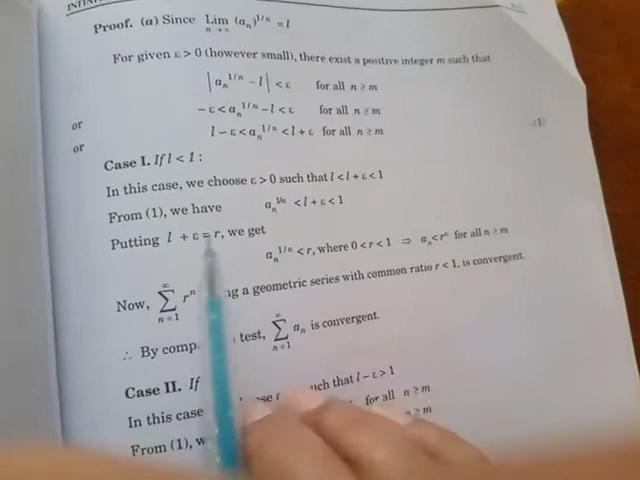 Proof. (a) Since Lim n→∞ (aₙ)^1/n = l
For given ε > 0 (however small), there exist a positive integer m such that
|aₙ^1/n − l| < ε for all n ≥ m
or −ε < aₙ^1/n − l < ε for all n ≥ m
or l − ε < aₙ^1/n < l + ε for all n ≥ m
Case I. If l < 1 :
In this case, we choose ε > 0 such that l < l + ε < 1
From (1), we have aₙ^1/n < l + ε < 1
Putting l + ε = r, we get
aₙ^1/n < r, where 0 < r < 1 ⇒ aₙ < rⁿ for all n ≥ m
Now, ∑ n=1 ∞ rⁿ a geometric series with common ratio r < 1, is convergent.
∴ By test, ∑ n=1 ∞ aₙ is convergent.
Case II. If
In this case such that l − ε > 1
for all n ≥ m
From (1), n ≥ m